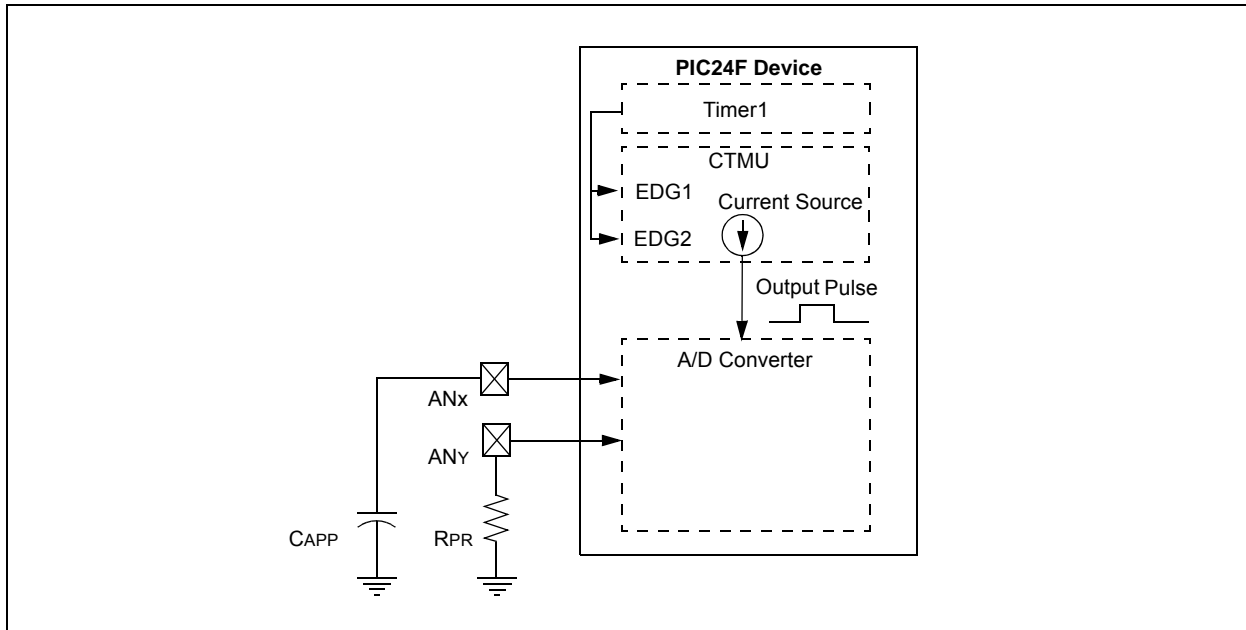 PIC24F Device
Timer1
CTMU
EDG1
Current Source
EDG2
Output Pulse
A/D Converter
ANx
ANY
CAPP
RPR